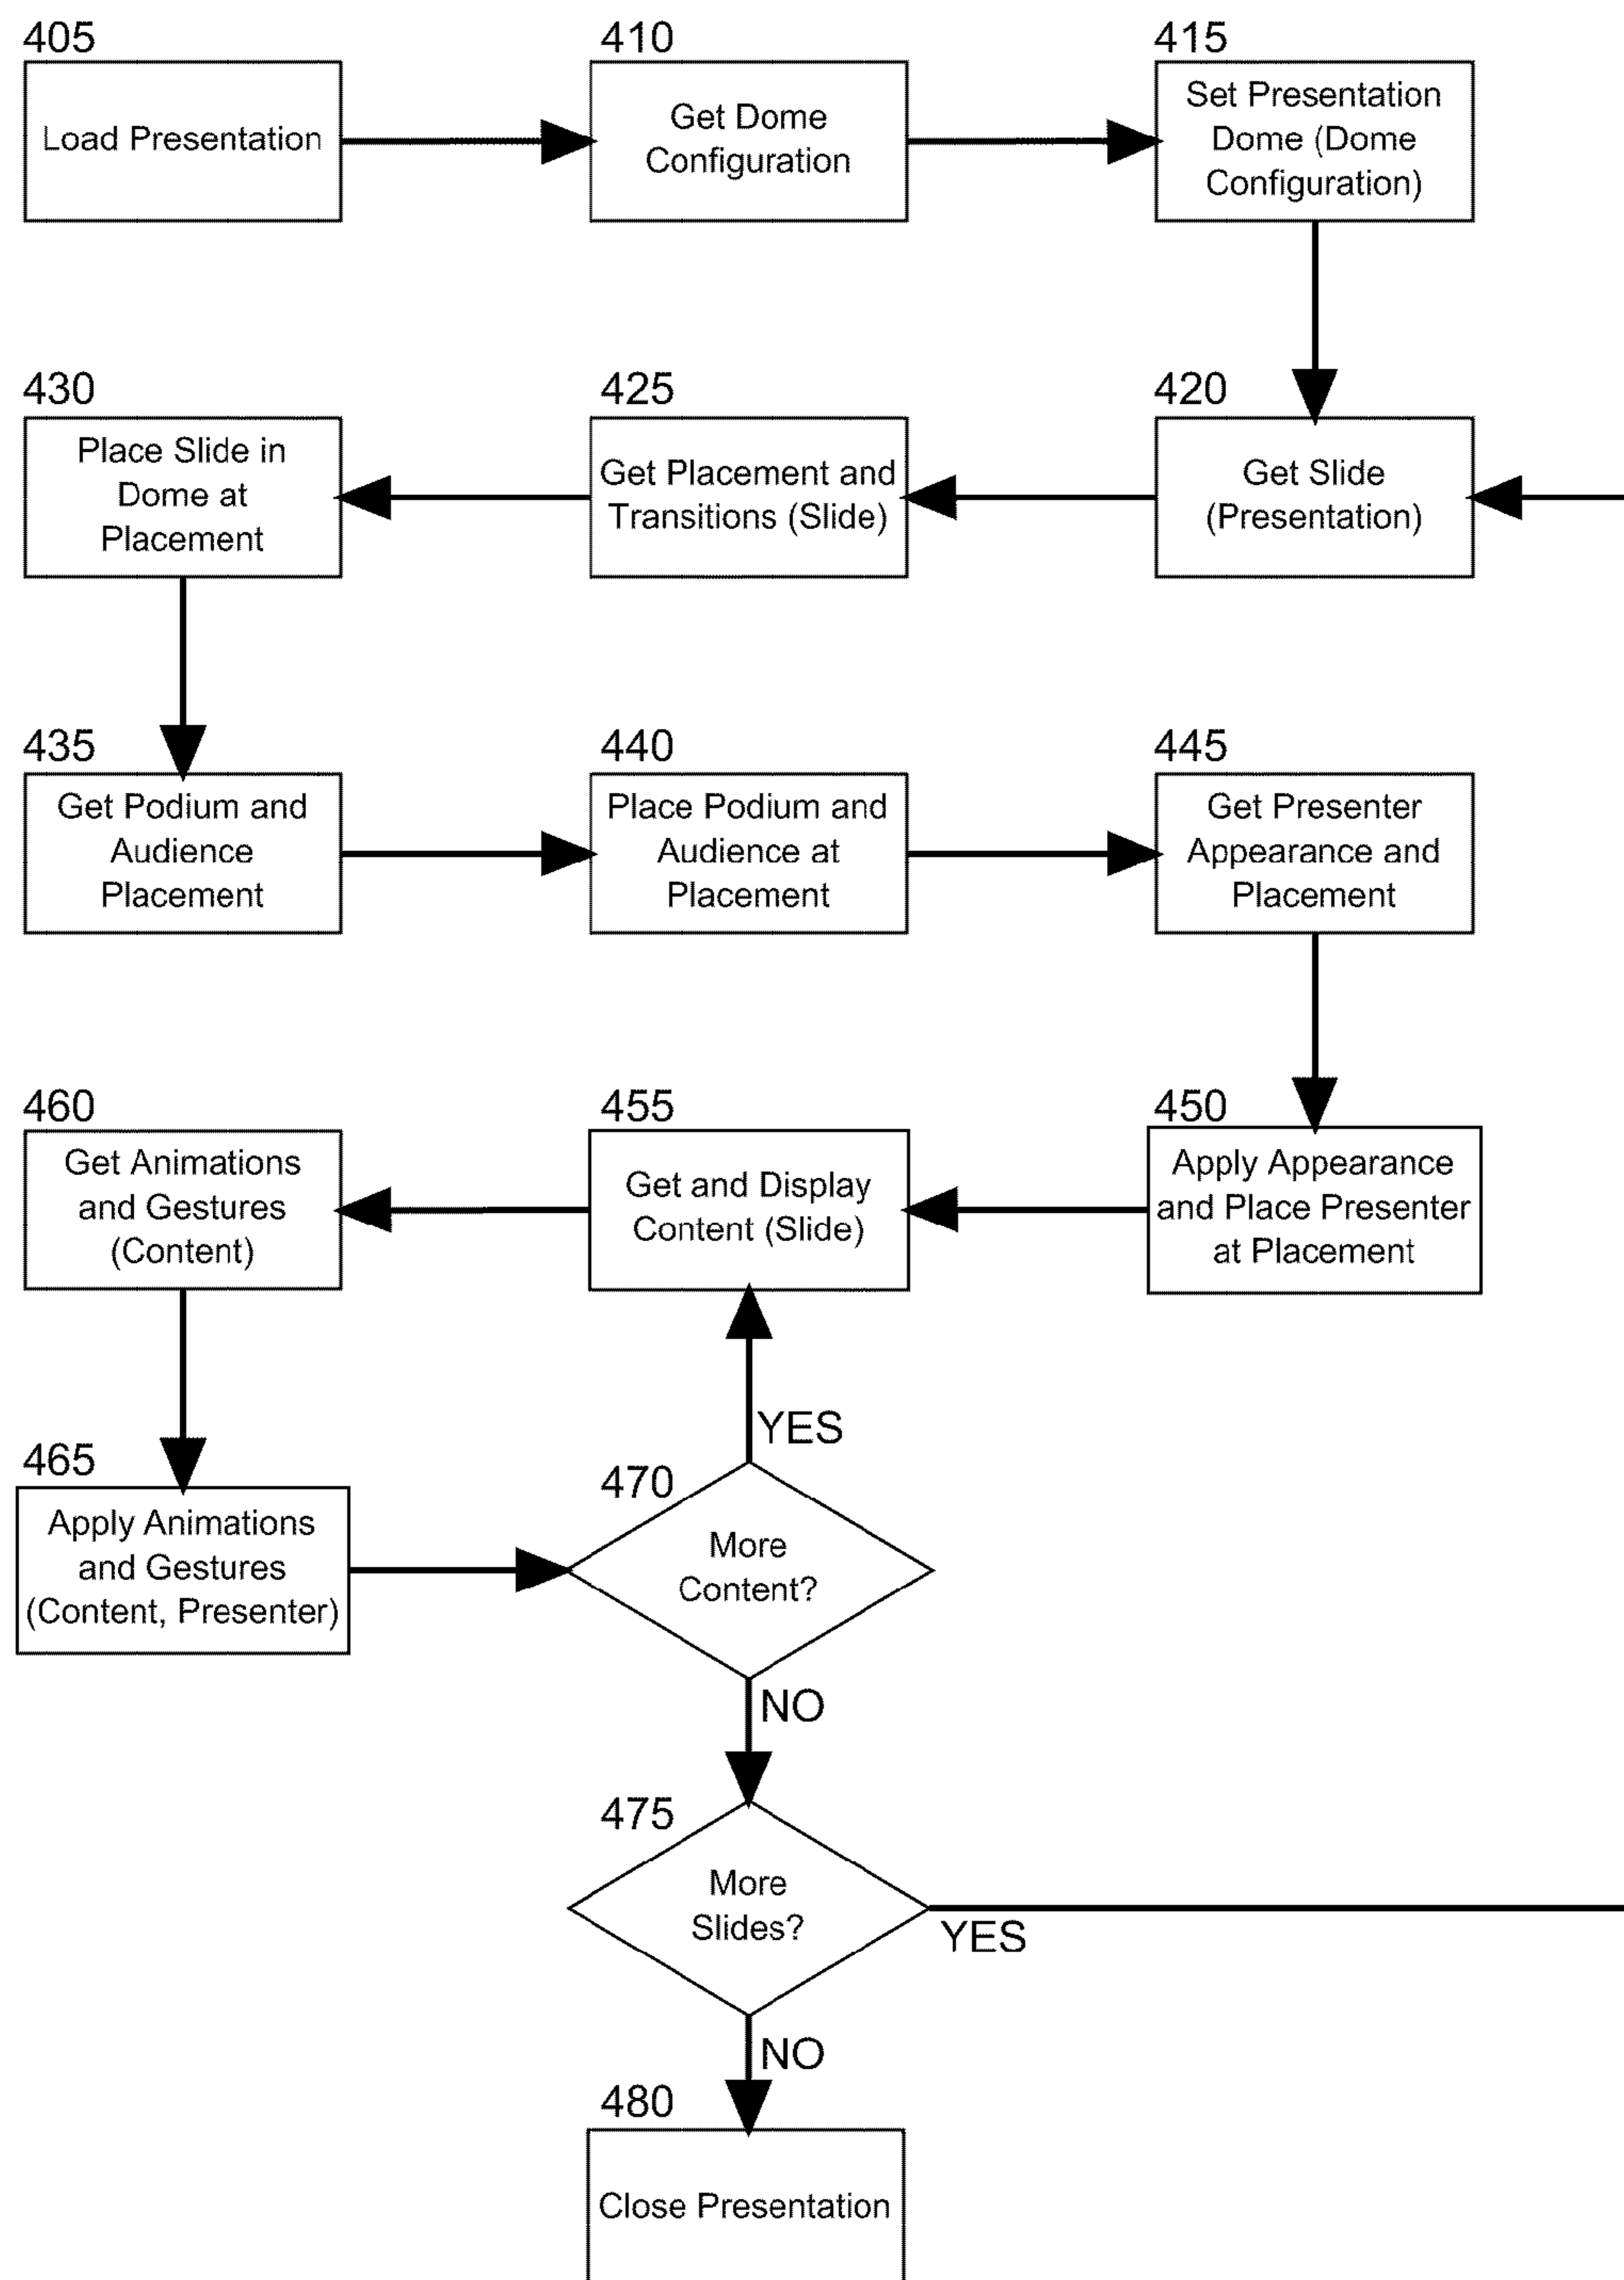 405
Load Presentation
410
Get Dome
Configuration
415
Set Presentation
Dome (Dome
Configuration)
430
Place Slide in
Dome at
Placement
425
Get Placement and
Transitions (Slide)
420
Get Slide
(Presentation)
435
Get Podium and
Audience
Placement
440
Place Podium and
Audience at
Placement
445
Get Presenter
Appearance and
Placement
460
Get Animations
and Gestures
(Content)
455
Get and Display
Content (Slide)
450
Apply Appearance
and Place Presenter
at Placement
YES
465
Apply Animations
and Gestures
(Content, Presenter)
470
More
Content?
NO
475
More
Slides?
YES
NO
480
Close Presentation